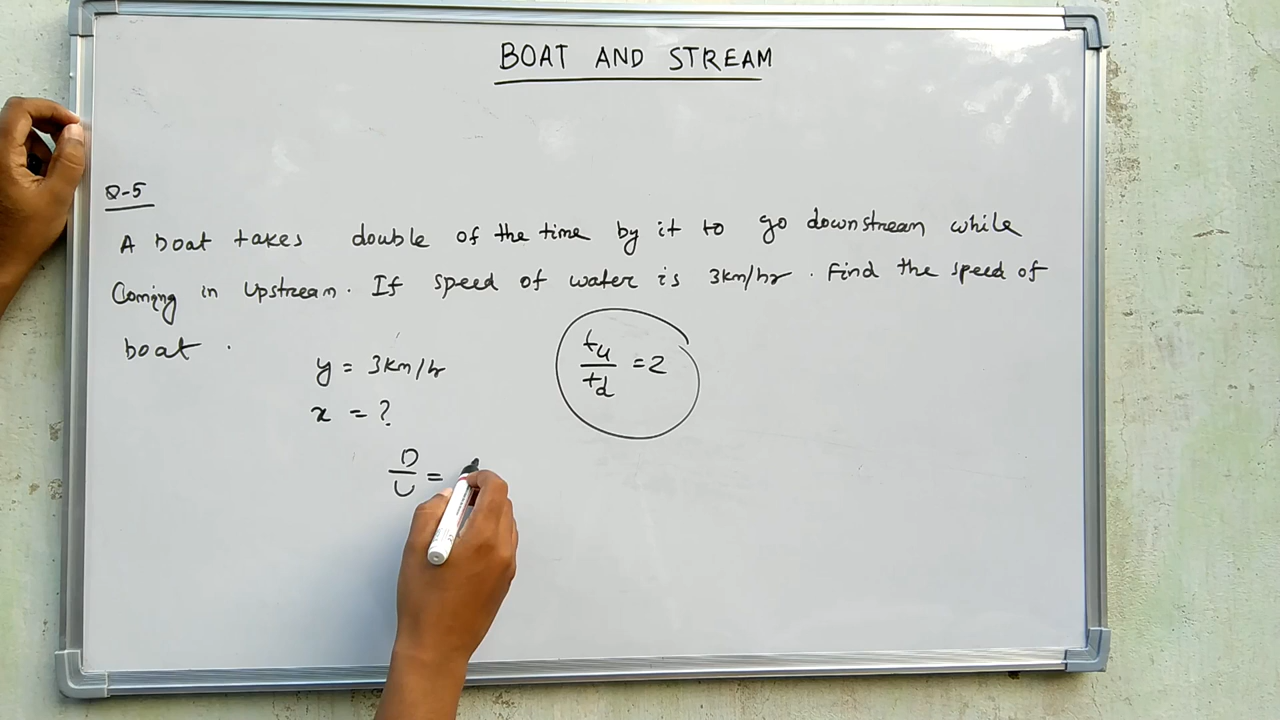 BOAT AND STREAM
Q-5
A boat takes double of the time by it to go downstream while
Coming in Upstream. If speed of water is 3km/hr. Find the speed of
boat.
y = 3km/hr
tu/td = 2
x = ?
D/U =